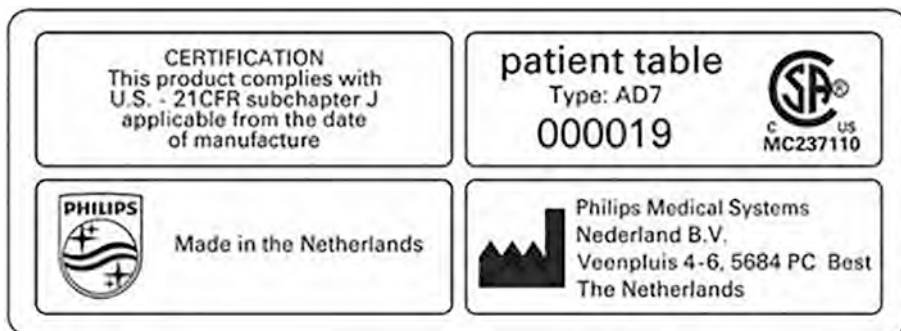 CERTIFICATION
This product complies with
U.S. - 21CFR subchapter J
applicable from the date
of manufacture
patient table
Type: AD7
000019
CSA®
C US
MC237110
PHILIPS
Made in the Netherlands
Philips Medical Systems
Nederland B.V.
Veenpluis 4-6, 5684 PC Best
The Netherlands